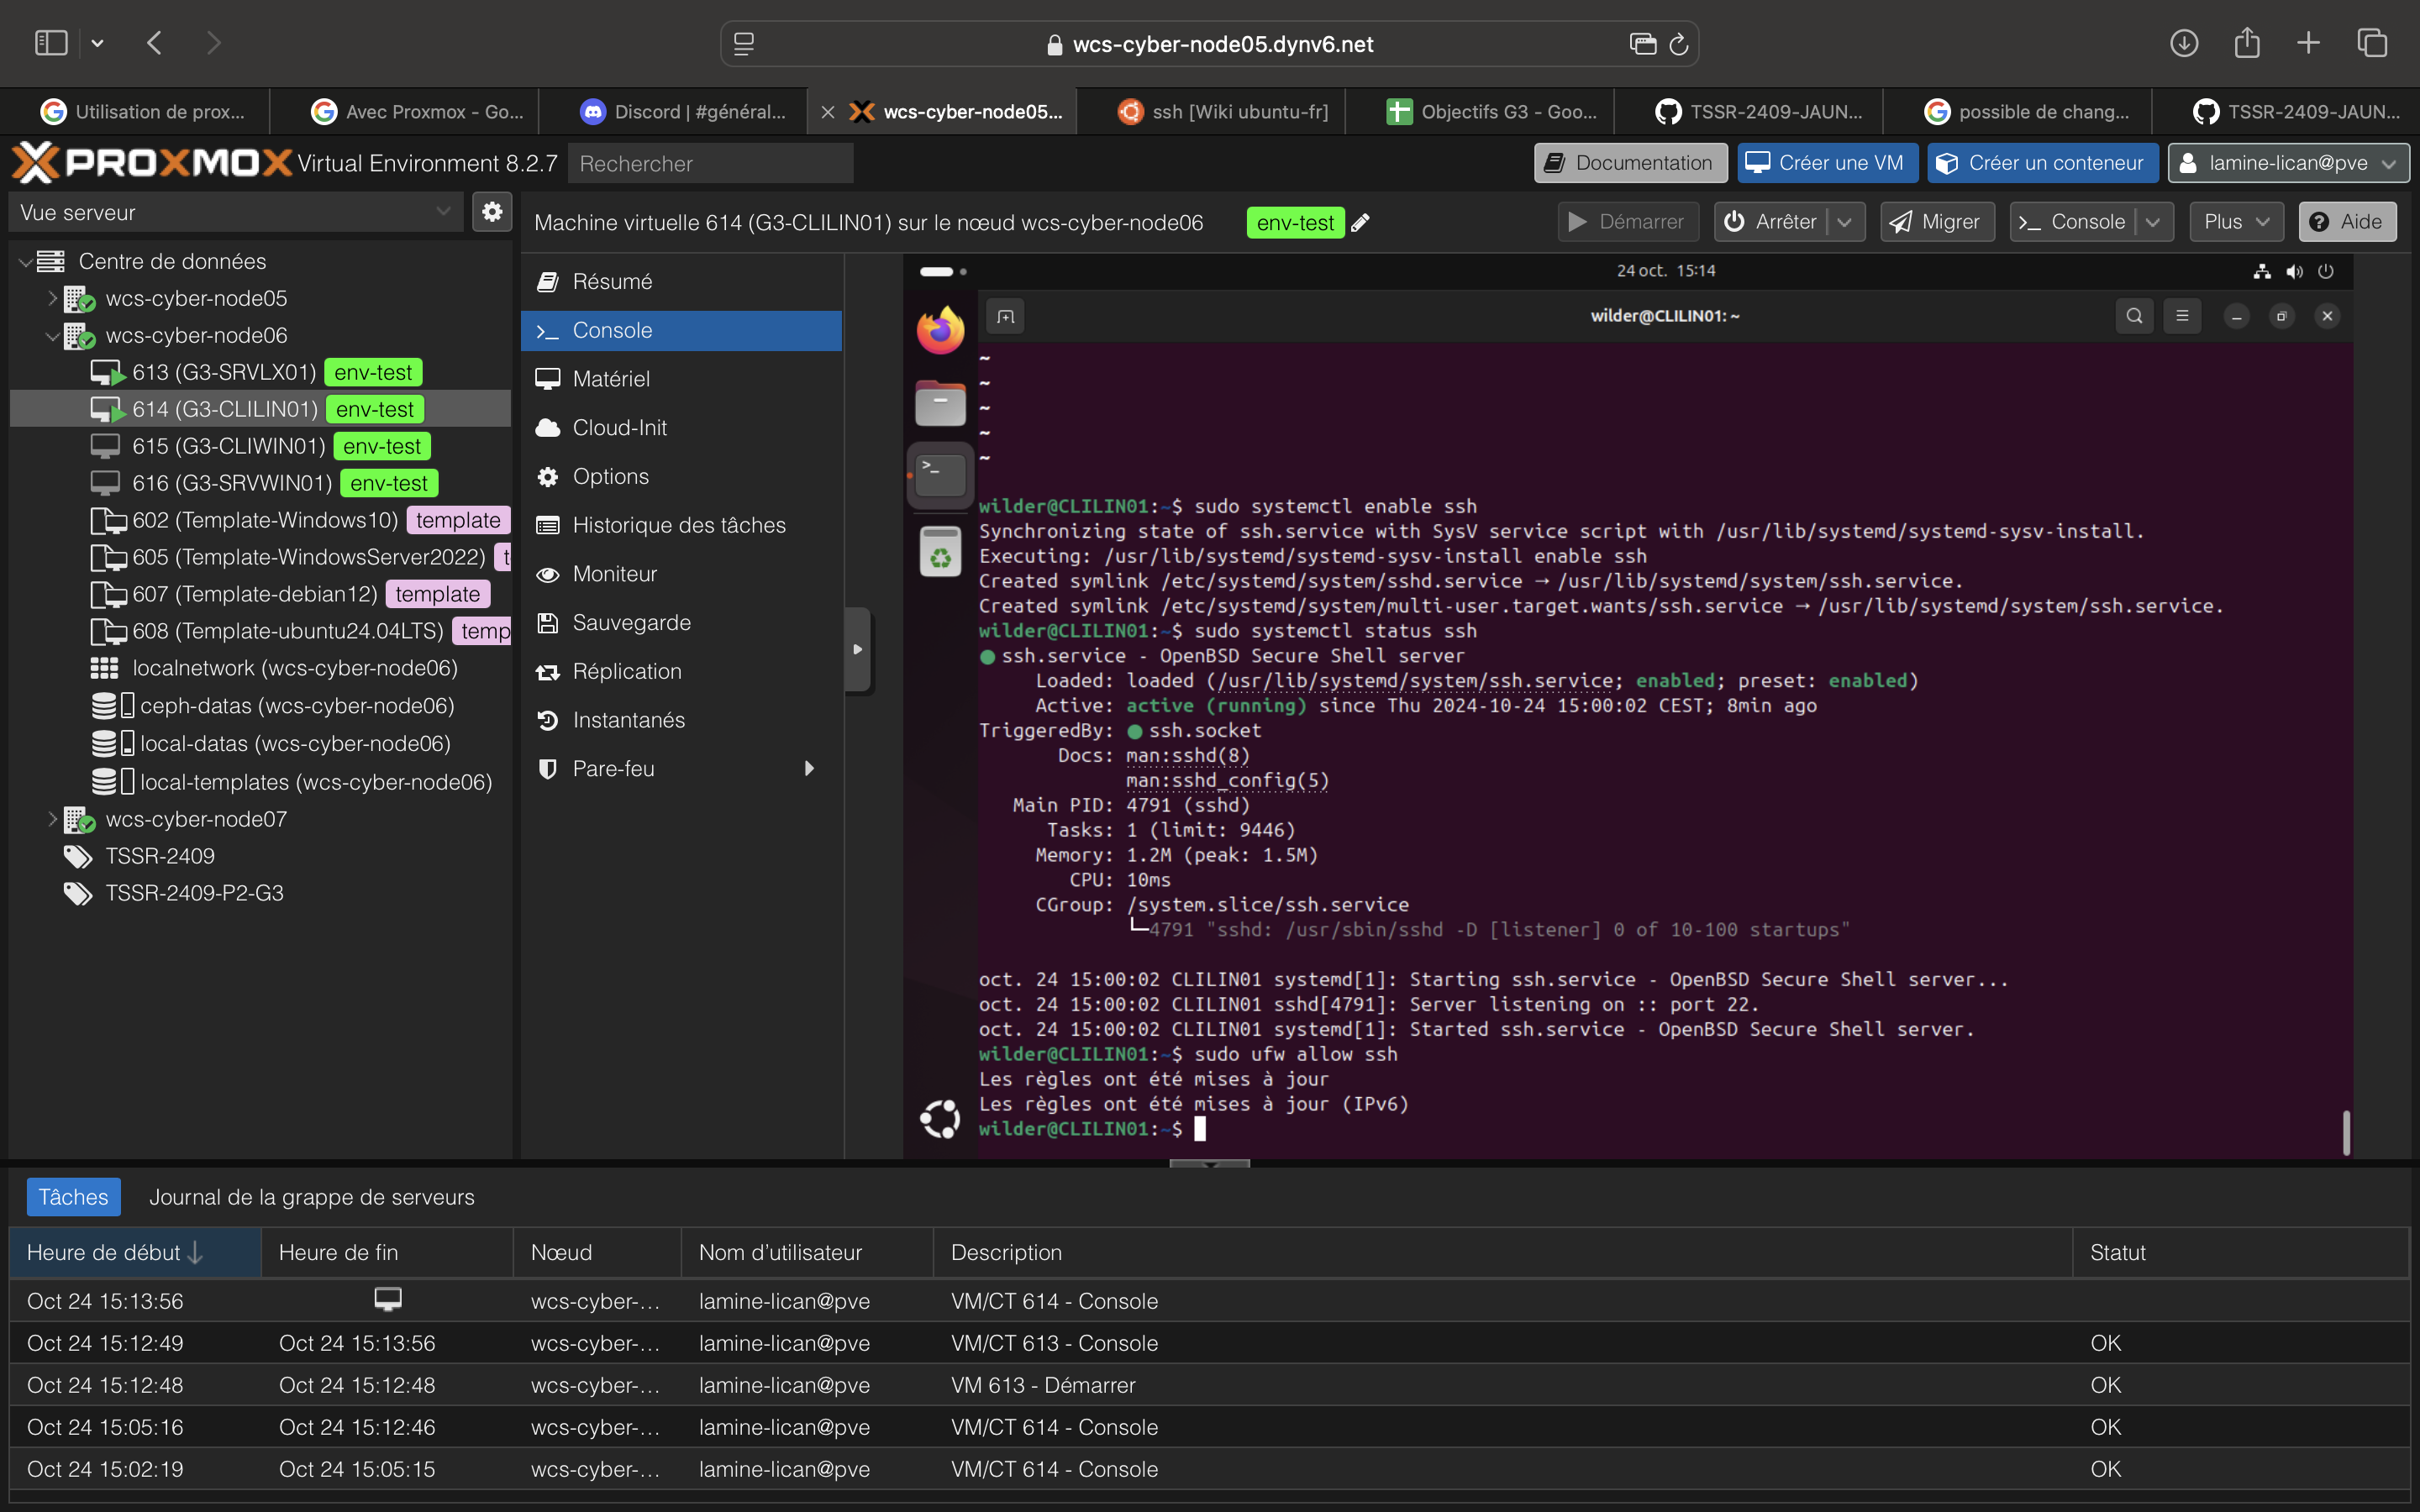 wcs-cyber-node05.dynv6.net
Utilisation de prox...
Avec Proxmox - Go...
Discord | #général...
wcs-cyber-node05...
ssh [Wiki ubuntu-fr]
Objectifs G3 - Goo...
TSSR-2409-JAUN...
possible de chang...
TSSR-2409-JAUN...
PROXMOX Virtual Environment 8.2.7
Rechercher
Documentation
Créer une VM
Créer un conteneur
lamine-lican@pve
Vue serveur
Machine virtuelle 614 (G3-CLILIN01) sur le nœud wcs-cyber-node06
env-test
Démarrer
Arrêter
Migrer
Console
Plus
Aide
Centre de données
wcs-cyber-node05
wcs-cyber-node06
613 (G3-SRVLX01) env-test
614 (G3-CLILIN01) env-test
615 (G3-CLIWIN01) env-test
616 (G3-SRVWIN01) env-test
602 (Template-Windows10) template
605 (Template-WindowsServer2022) t
607 (Template-debian12) template
608 (Template-ubuntu24.04LTS) temp
localnetwork (wcs-cyber-node06)
ceph-datas (wcs-cyber-node06)
local-datas (wcs-cyber-node06)
local-templates (wcs-cyber-node06)
wcs-cyber-node07
TSSR-2409
TSSR-2409-P2-G3
Résumé
Console
Matériel
Cloud-Init
Options
Historique des tâches
Moniteur
Sauvegarde
Réplication
Instantanés
Pare-feu
24 oct. 15:14
wilder@CLILIN01: ~
~
~
~
~
~
wilder@CLILIN01:~$ sudo systemctl enable ssh
Synchronizing state of ssh.service with SysV service script with /usr/lib/systemd/systemd-sysv-install.
Executing: /usr/lib/systemd/systemd-sysv-install enable ssh
Created symlink /etc/systemd/system/sshd.service → /usr/lib/systemd/system/ssh.service.
Created symlink /etc/systemd/system/multi-user.target.wants/ssh.service → /usr/lib/systemd/system/ssh.service.
wilder@CLILIN01:~$ sudo systemctl status ssh
● ssh.service - OpenBSD Secure Shell server
Loaded: loaded (/usr/lib/systemd/system/ssh.service; enabled; preset: enabled)
Active: active (running) since Thu 2024-10-24 15:00:02 CEST; 8min ago
TriggeredBy: ● ssh.socket
Docs: man:sshd(8)
man:sshd_config(5)
Main PID: 4791 (sshd)
Tasks: 1 (limit: 9446)
Memory: 1.2M (peak: 1.5M)
CPU: 10ms
CGroup: /system.slice/ssh.service
└─4791 "sshd: /usr/sbin/sshd -D [listener] 0 of 10-100 startups"
oct. 24 15:00:02 CLILIN01 systemd[1]: Starting ssh.service - OpenBSD Secure Shell server...
oct. 24 15:00:02 CLILIN01 sshd[4791]: Server listening on :: port 22.
oct. 24 15:00:02 CLILIN01 systemd[1]: Started ssh.service - OpenBSD Secure Shell server.
wilder@CLILIN01:~$ sudo ufw allow ssh
Les règles ont été mises à jour
Les règles ont été mises à jour (IPv6)
wilder@CLILIN01:~$
Tâches
Journal de la grappe de serveurs
Heure de début Heure de fin Nœud Nom d'utilisateur Description Statut
Oct 24 15:13:56 wcs-cyber-... lamine-lican@pve VM/CT 614 - Console
Oct 24 15:12:49 Oct 24 15:13:56 wcs-cyber-... lamine-lican@pve VM/CT 613 - Console OK
Oct 24 15:12:48 Oct 24 15:12:48 wcs-cyber-... lamine-lican@pve VM 613 - Démarrer OK
Oct 24 15:05:16 Oct 24 15:12:46 wcs-cyber-... lamine-lican@pve VM/CT 614 - Console OK
Oct 24 15:02:19 Oct 24 15:05:15 wcs-cyber-... lamine-lican@pve VM/CT 614 - Console OK